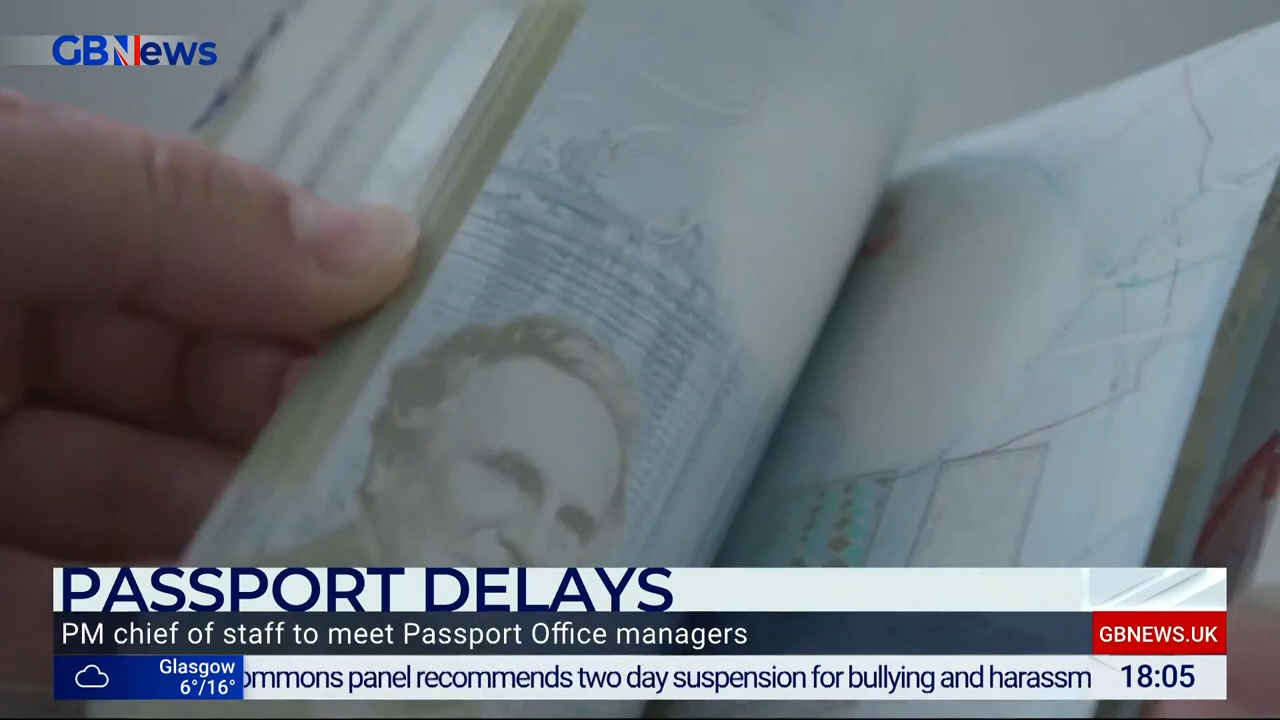 GBNews
PASSPORT DELAYS
PM chief of staff to meet Passport Office managers
GBNEWS.UK
Glasgow
6°/16°
ommons panel recommends two day suspension for bullying and harassm
18:05